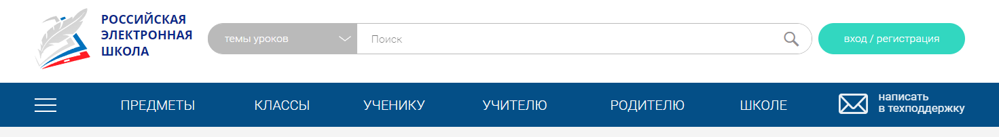 РОССИЙСКАЯ
ЭЛЕКТРОННАЯ
ШКОЛА
темы уроков
Поиск
вход / регистрация
ПРЕДМЕТЫ
КЛАССЫ
УЧЕНИКУ
УЧИТЕЛЮ
РОДИТЕЛЮ
ШКОЛЕ
написать
в техподдержку